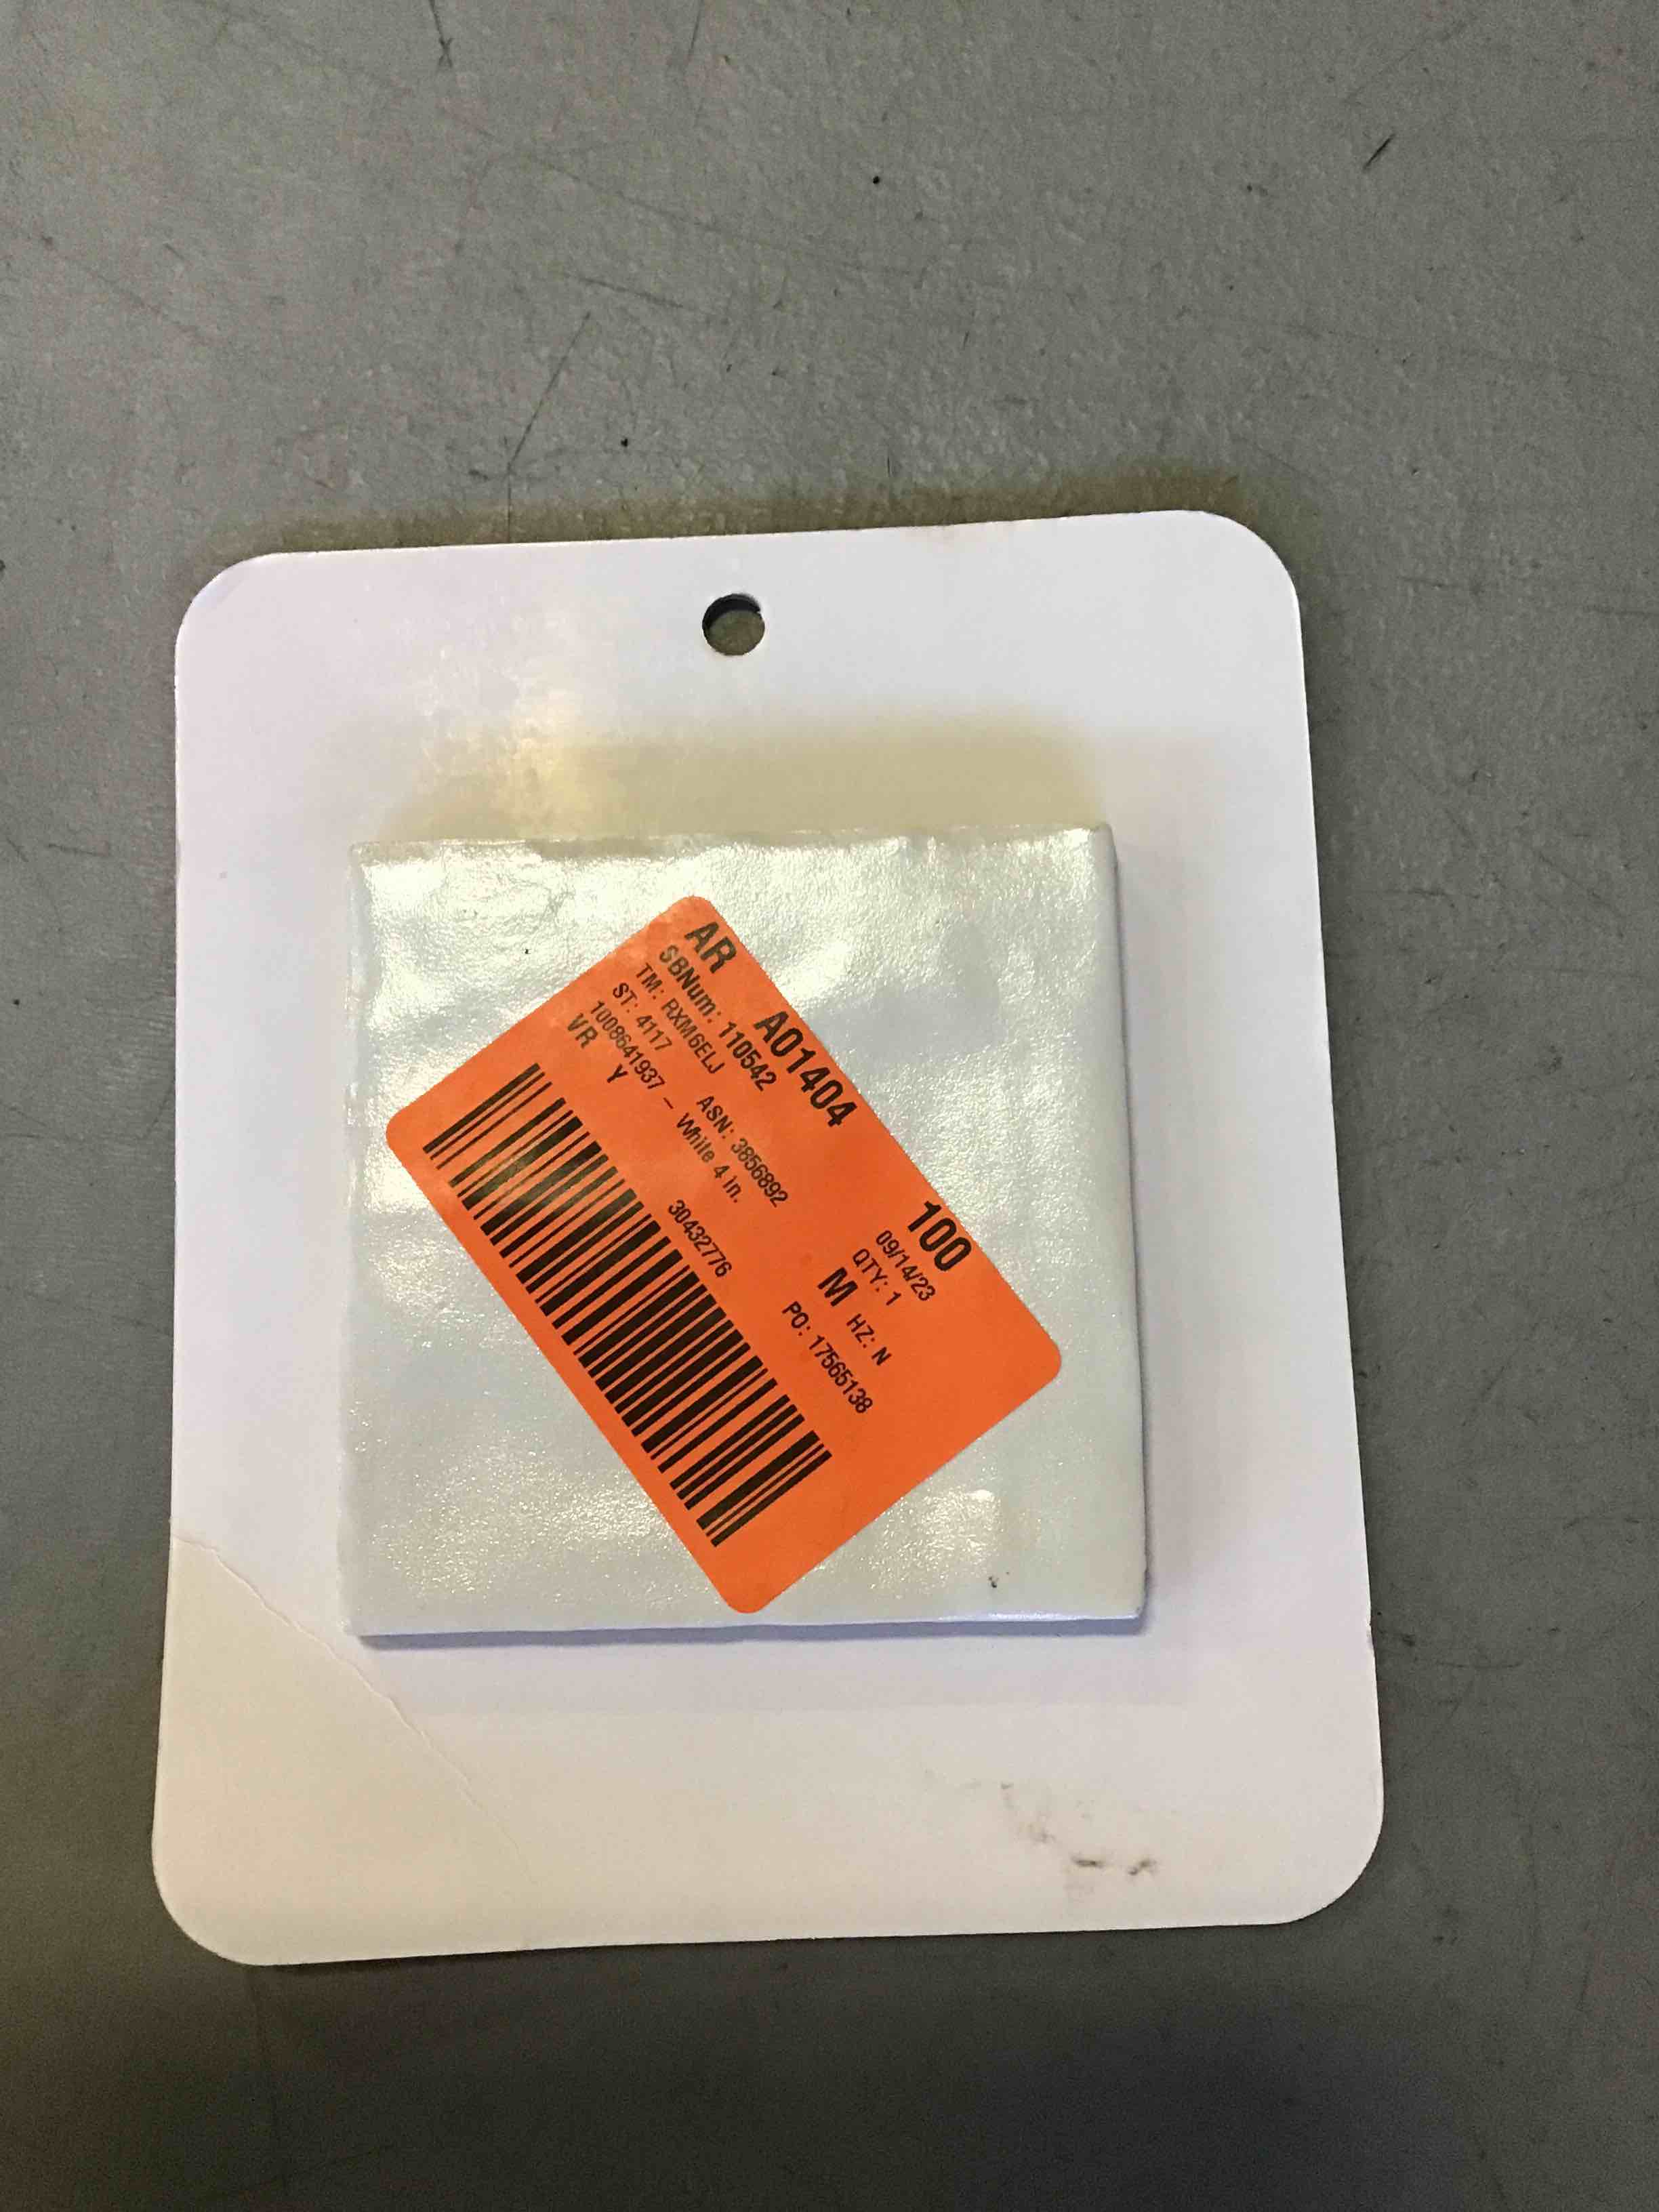 AR A01404 100
SBNum: 110542 09/14/23
TM: RXM6ELJ QTY: 1
ST: 4117 ASN: 3856892 M HZ: N
1008641937 – White 4 in.
VR Y 30432776 PO: 17565138